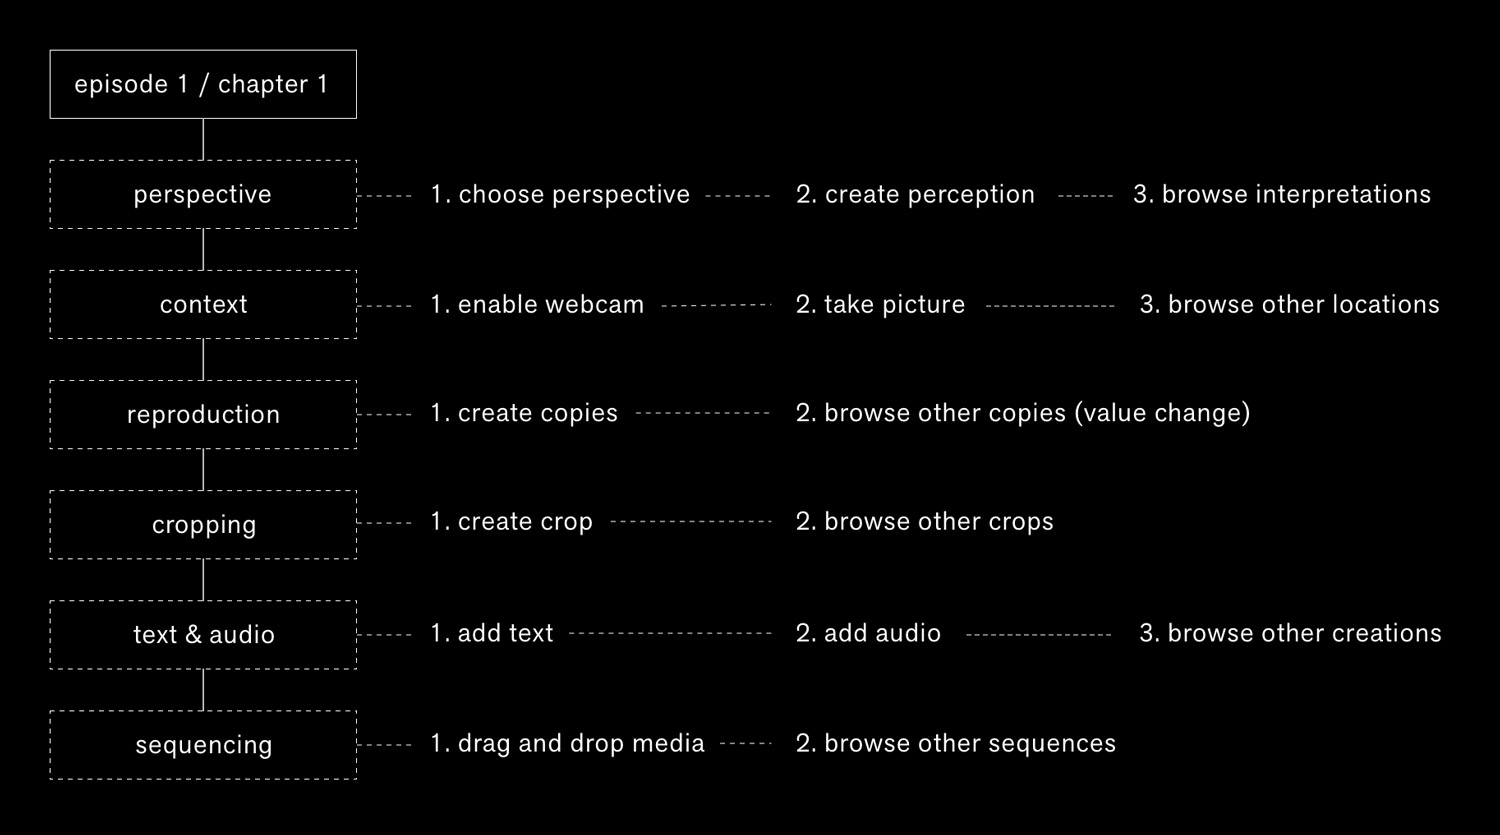 episode 1 / chapter 1
perspective 1. choose perspective 2. create perception 3. browse interpretations
context 1. enable webcam 2. take picture 3. browse other locations
reproduction 1. create copies 2. browse other copies (value change)
cropping 1. create crop 2. browse other crops
text & audio 1. add text 2. add audio 3. browse other creations
sequencing 1. drag and drop media 2. browse other sequences